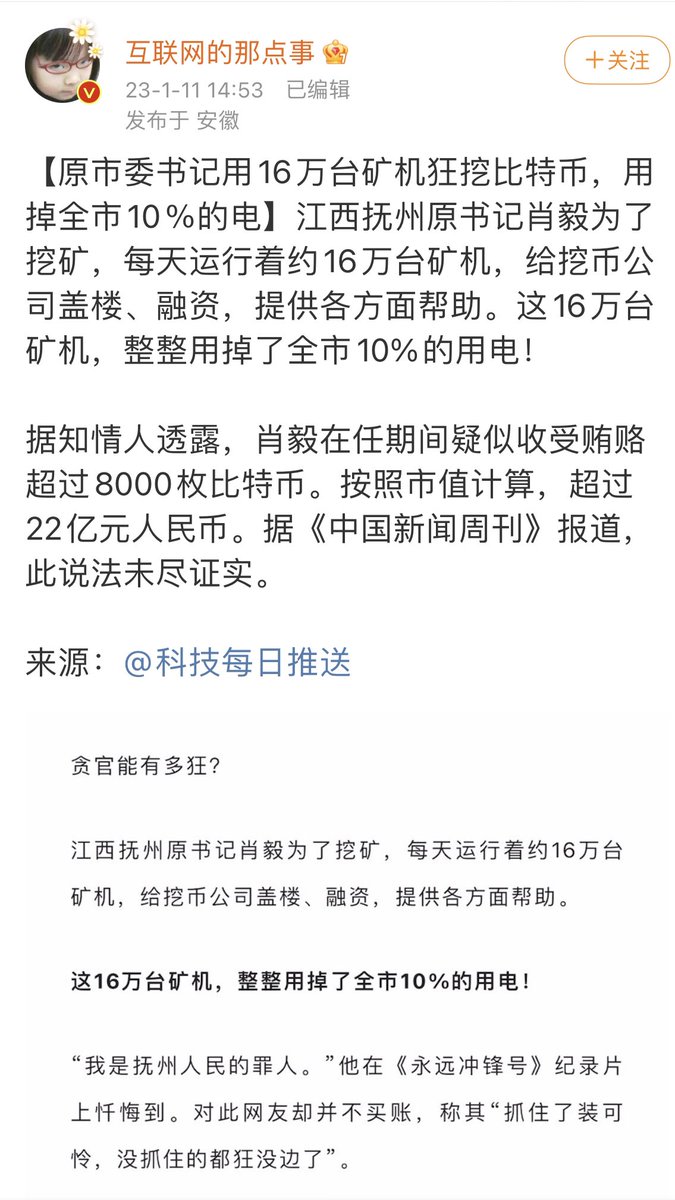 互联网的那点事
＋关注
23-1-11 14:53 已编辑
发布于 安徽
【原市委书记用16万台矿机狂挖比特币，用
掉全市10%的电】江西抚州原书记肖毅为了
挖矿，每天运行着约16万台矿机，给挖币公
司盖楼、融资，提供各方面帮助。这16万台
矿机，整整用掉了全市10%的用电！
据知情人透露，肖毅在任期间疑似收受贿赂
超过8000枚比特币。按照市值计算，超过
22亿元人民币。据《中国新闻周刊》报道，
此说法未尽证实。
来源：@科技每日推送
贪官能有多狂？
江西抚州原书记肖毅为了挖矿，每天运行着约16万台
矿机，给挖币公司盖楼、融资，提供各方面帮助。
这16万台矿机，整整用掉了全市10%的用电！
“我是抚州人民的罪人。”他在《永远冲锋号》纪录片
上忏悔到。对此网友却并不买账，称其“抓住了装可
怜，没抓住的都狂没边了”。